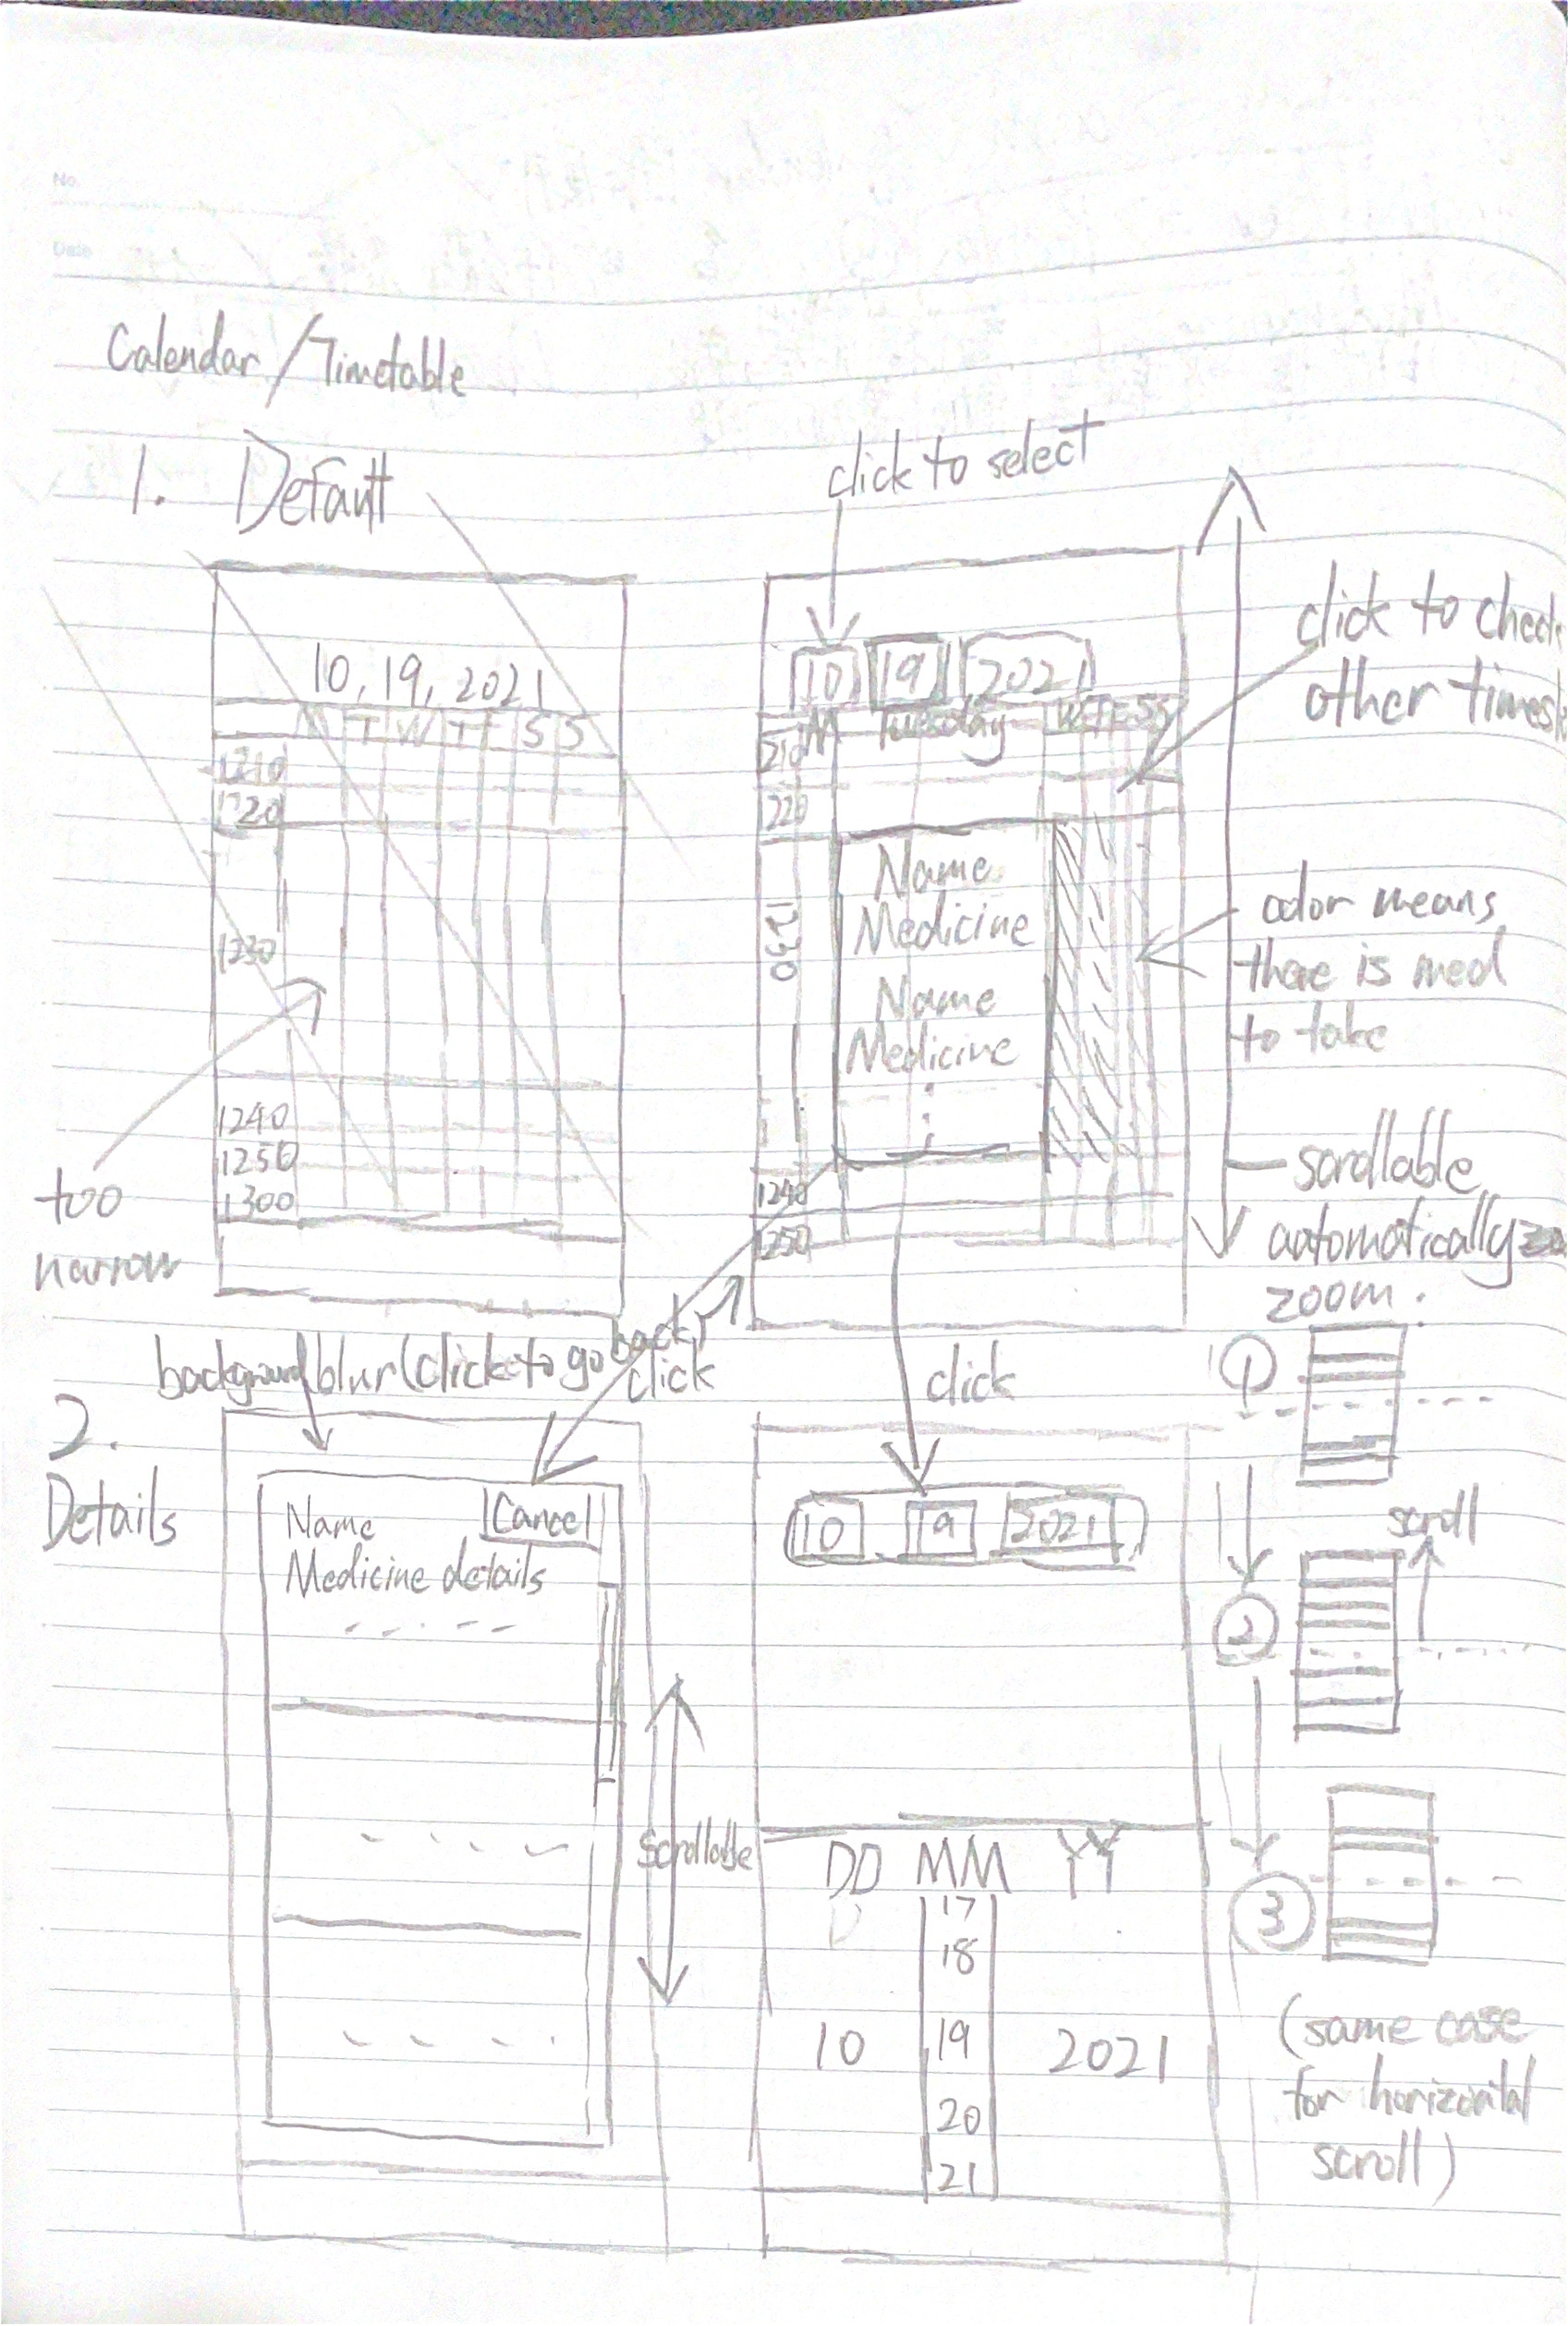 No.
Date
Calendar/Timetable
1. Default
click to select
10, 19, 2021
M T W T F S S
1210
1220
1230
1240
1250
1300
too
narrow
10 19 2021
M Tuesday W T F S S
1210
1220
1230
Name
Medicine
Name
Medicine
1240
1250
click to check
other
color means
there is med
to take
scrollable
automatically
zoom.
background blur (click to go back)
click
click
2.
Details
Name
Cancel
Medicine details
scrollable
10 19 2021
DD MM YY
17
18
10 19 2021
20
21
1
scroll
2
3
(same case
for horizontal
scroll)